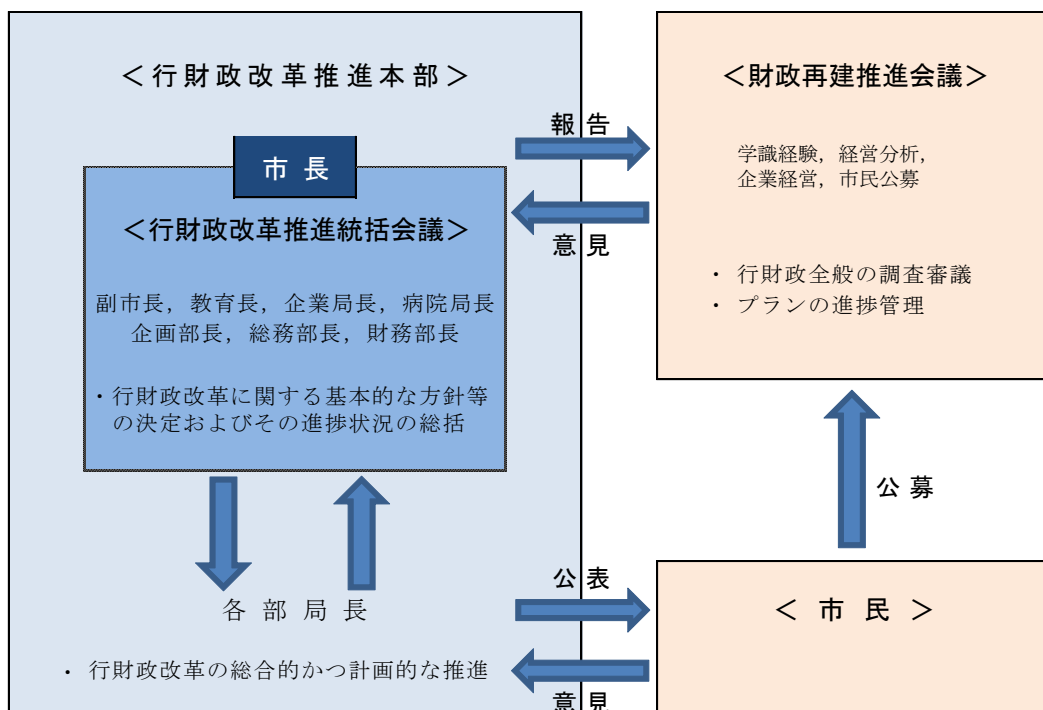 ＜行財政改革推進本部＞
市長
＜行財政改革推進統括会議＞
副市長，教育長，企業局長，病院局長
企画部長，総務部長，財務部長
・行財政改革に関する基本的な方針等
の決定およびその進捗状況の総括
各部局長
・ 行財政改革の総合的かつ計画的な推進
報告
意見
＜財政再建推進会議＞
学識経験，経営分析，
企業経営，市民公募
・ 行財政全般の調査審議
・ プランの進捗管理
公募
公表
意見
＜市民＞